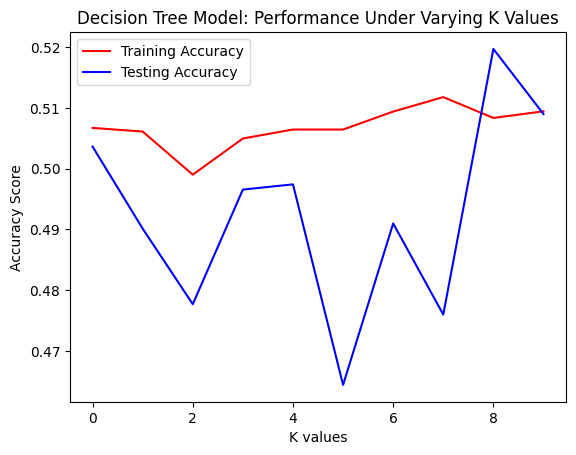 Decision Tree Model: Performance Under Varying K Values
Training Accuracy
Testing Accuracy
Accuracy Score
0.52
0.51
0.50
0.49
0.48
0.47
0 2 4 6 8
K values